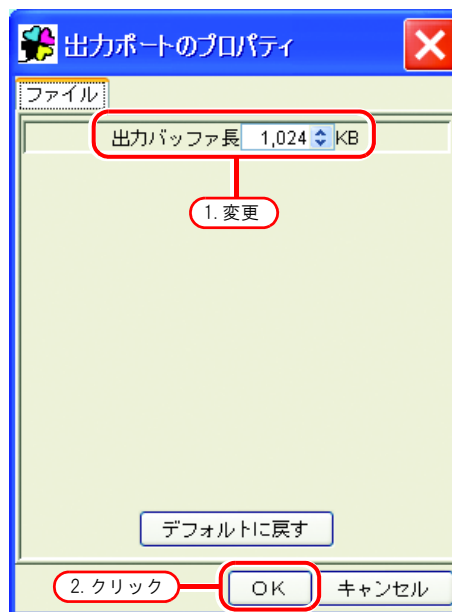 出力ポートのプロパティ
ファイル
出力バッファ長 1,024 KB
1. 変更
デフォルトに戻す
2. クリック OK キャンセル